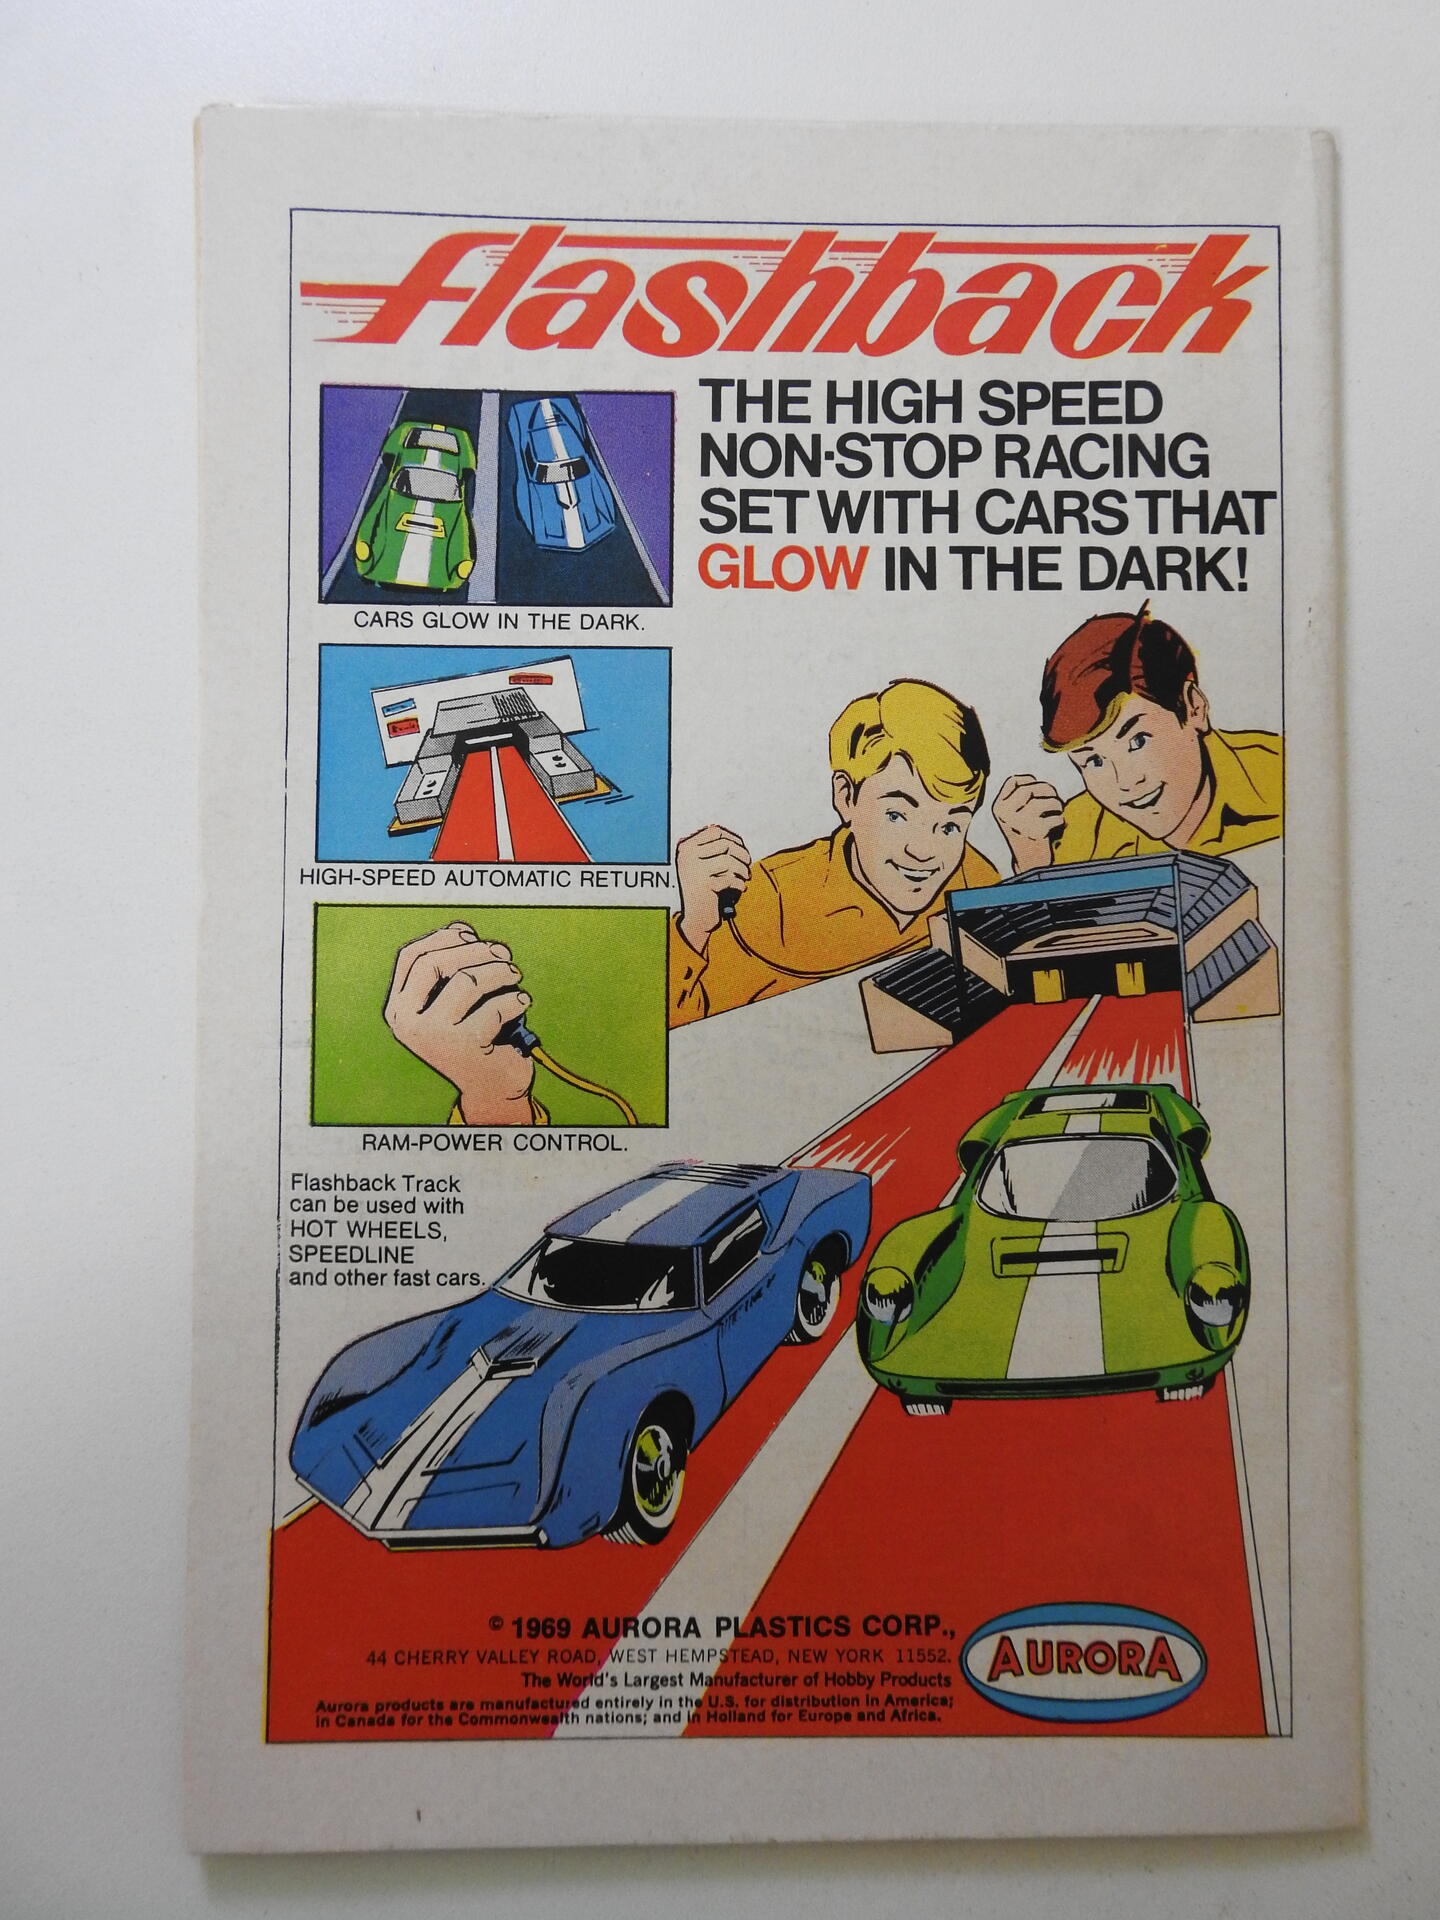 flashback
THE HIGH SPEED
NON-STOP RACING
SET WITH CARS THAT
GLOW IN THE DARK!
CARS GLOW IN THE DARK.
HIGH-SPEED AUTOMATIC RETURN.
RAM-POWER CONTROL.
Flashback Track
can be used with
HOT WHEELS,
SPEEDLINE
and other fast cars.
© 1969 AURORA PLASTICS CORP.,
44 CHERRY VALLEY ROAD, WEST HEMPSTEAD, NEW YORK 11552.
The World's Largest Manufacturer of Hobby Products
Aurora products are manufactured entirely in the U.S. for distribution in America;
in Canada for the Commonwealth nations; and in Holland for Europe and Africa.
AURORA